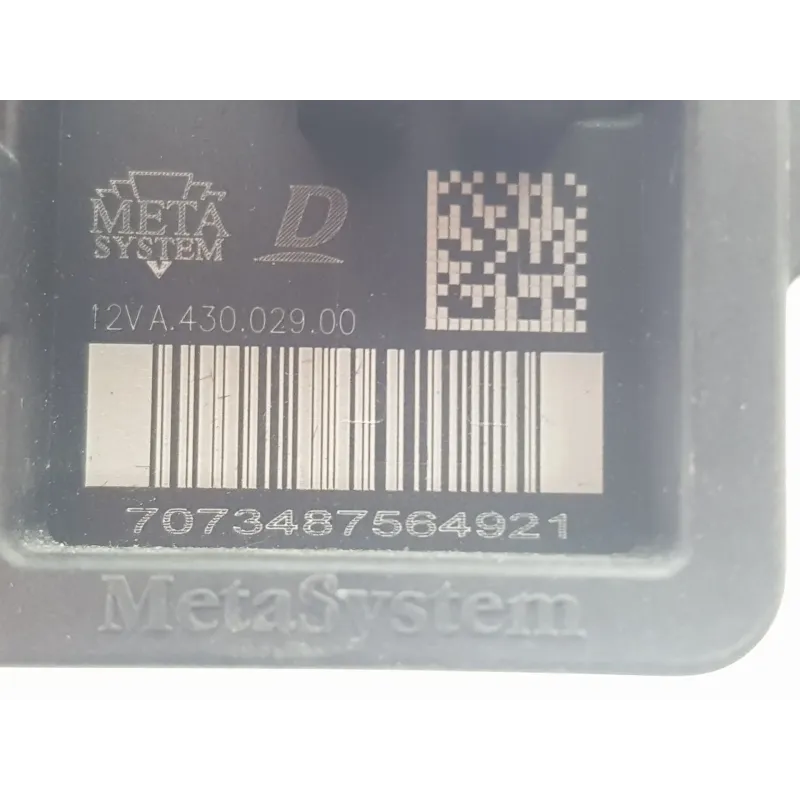 META
SYSTEM
D
12V A.430.029.00
7073487564921
MetaSystem